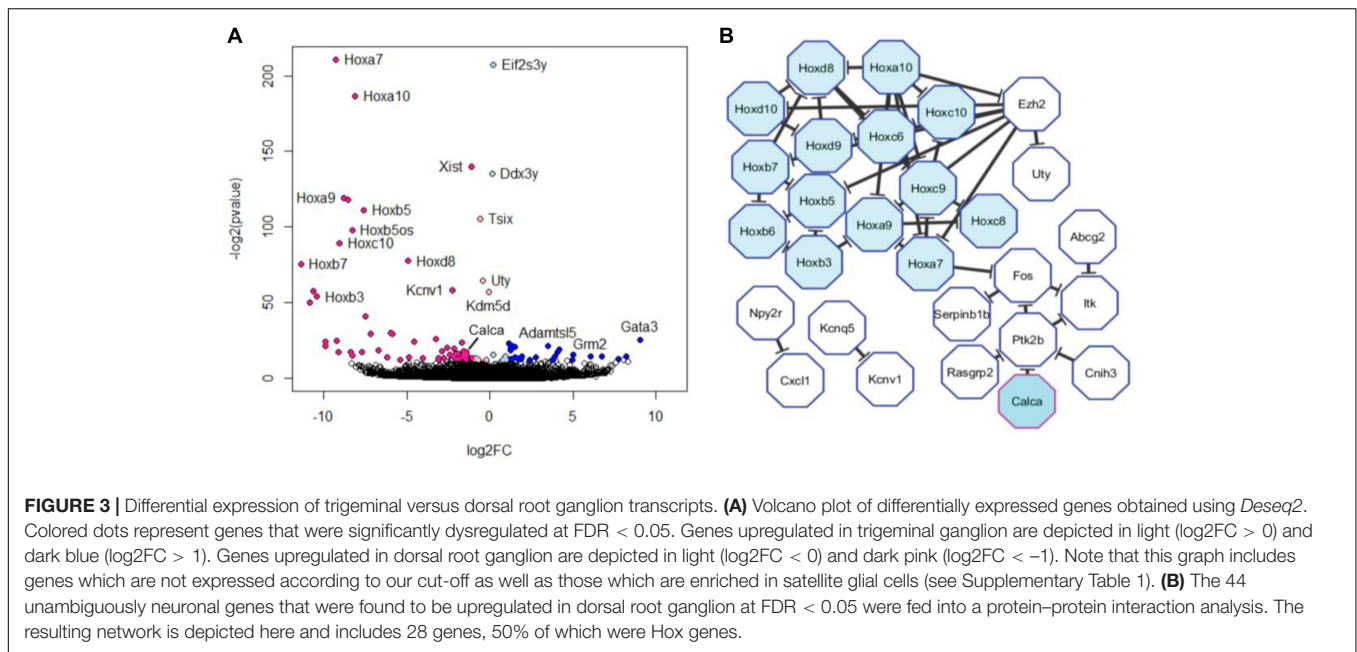 A
B
-log2(pvalue)
200
150
100
50
0
-10
-5
0
5
10
log2FC
Hoxa7
Eif2s3y
Hoxa10
Xist
Ddx3y
Hoxa9
Hoxb5
Tsix
Hoxb5os
Hoxc10
Hoxb7
Hoxd8
Uty
Hoxb3
Kcnv1
Kdm5d
Calca
Adamtsl5
Gata3
Grm2
Hoxd8
Hoxa10
Hoxd10
Hoxc10
Ezh2
Hoxd9
Hoxc6
Hoxb7
Uty
Hoxb5
Hoxc9
Hoxb6
Hoxa9
Hoxc8
Hoxb3
Hoxa7
Abcg2
Fos
Itk
Npy2r
Kcnq5
Serpinb1b
Ptk2b
Cxcl1
Kcnv1
Rasgrp2
Cnih3
Calca
FIGURE 3 | Differential expression of trigeminal versus dorsal root ganglion transcripts. (A) Volcano plot of differentially expressed genes obtained using Deseq2.
Colored dots represent genes that were significantly dysregulated at FDR < 0.05. Genes upregulated in trigeminal ganglion are depicted in light (log2FC > 0) and
dark blue (log2FC > 1). Genes upregulated in dorsal root ganglion are depicted in light (log2FC < 0) and dark pink (log2FC < –1). Note that this graph includes
genes which are not expressed according to our cut-off as well as those which are enriched in satellite glial cells (see Supplementary Table 1). (B) The 44
unambiguously neuronal genes that were found to be upregulated in dorsal root ganglion at FDR < 0.05 were fed into a protein–protein interaction analysis. The
resulting network is depicted here and includes 28 genes, 50% of which were Hox genes.